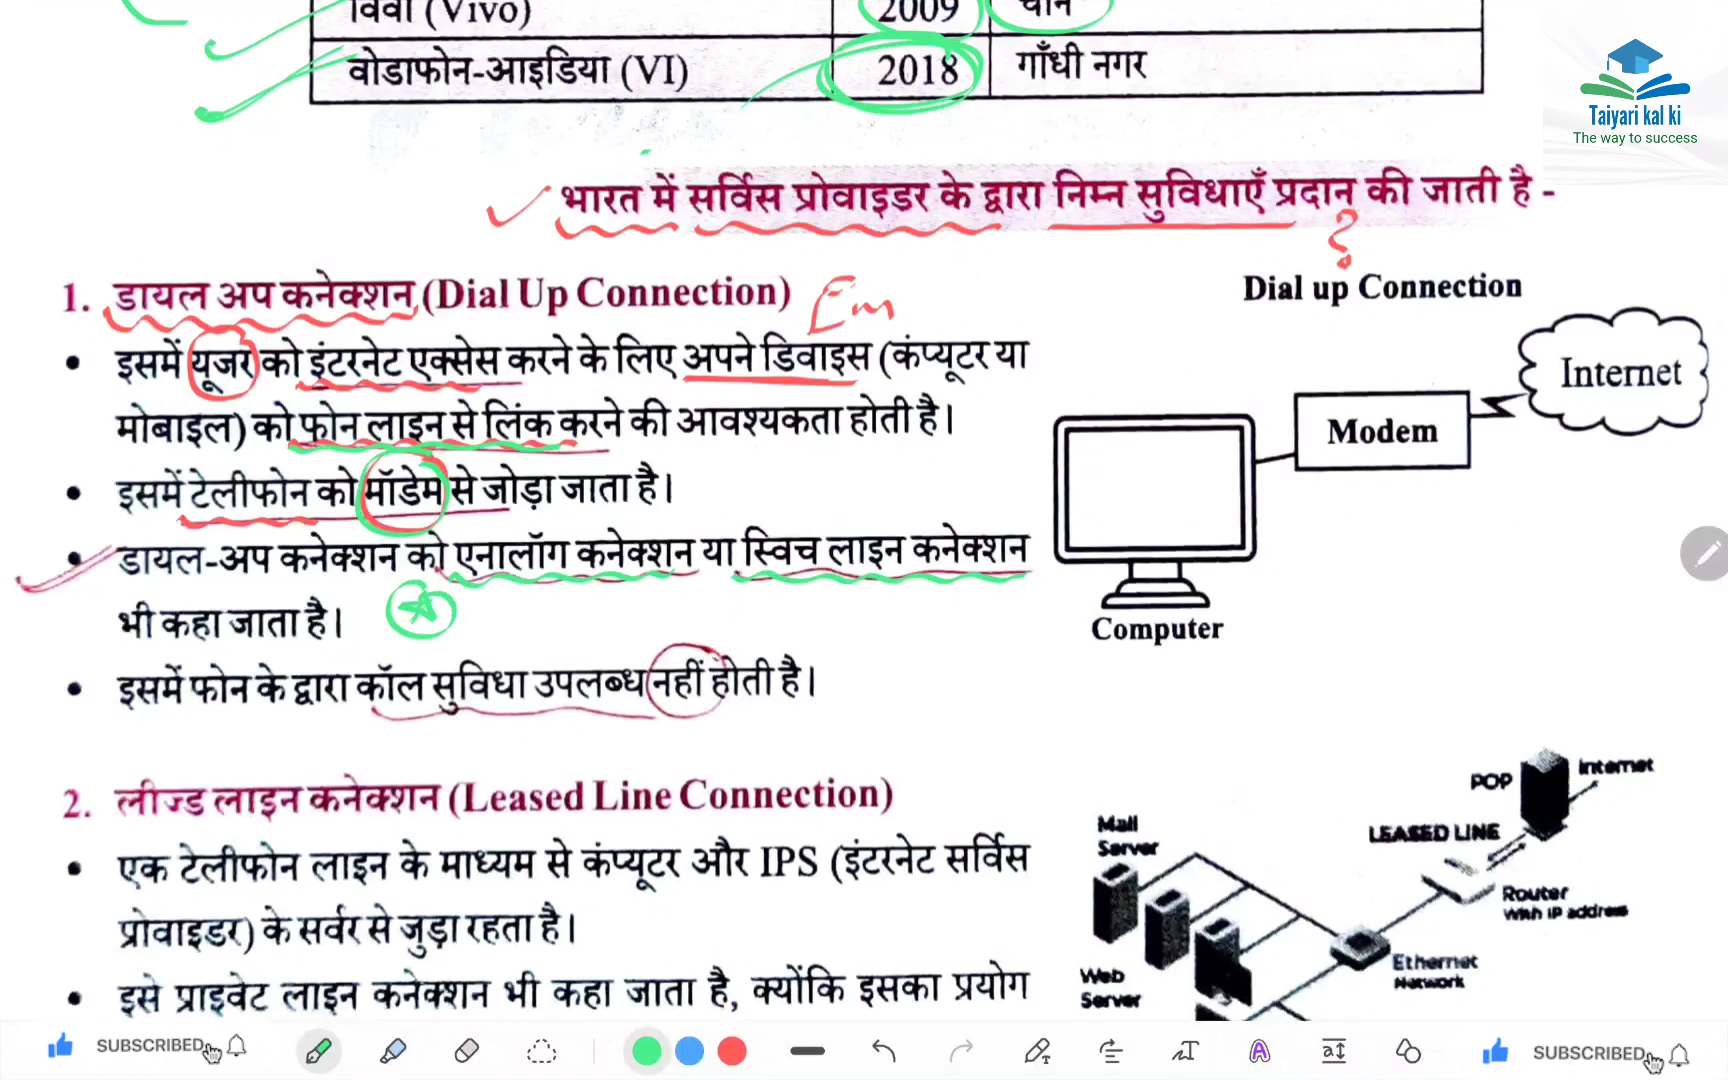 विवो (Vivo) 2009 चीन
वोडाफोन-आइडिया (VI) 2018 गाँधी नगर
Taiyari kal ki
The way to success
भारत में सर्विस प्रोवाइडर के द्वारा निम्न सुविधाएँ प्रदान की जाती है -
?
1. डायल अप कनेक्शन (Dial Up Connection)
Dial up Connection
इसमें यूजर को इंटरनेट एक्सेस करने के लिए अपने डिवाइस (कंप्यूटर या
मोबाइल) को फोन लाइन से लिंक करने की आवश्यकता होती है।
इसमें टेलीफोन को मॉडेम से जोड़ा जाता है।
डायल-अप कनेक्शन को एनालॉग कनेक्शन या स्विच लाइन कनेक्शन
भी कहा जाता है।
इसमें फोन के द्वारा कॉल सुविधा उपलब्ध नहीं होती है।
Internet
Modem
Computer
2. लीज्ड लाइन कनेक्शन (Leased Line Connection)
एक टेलीफोन लाइन के माध्यम से कंप्यूटर और IPS (इंटरनेट सर्विस
प्रोवाइडर) के सर्वर से जुड़ा रहता है।
इसे प्राइवेट लाइन कनेक्शन भी कहा जाता है, क्योंकि इसका प्रयोग
POP
Internet
Mail
Server
LEASED LINE
Router
With IP address
Ethernet
Network
Web
Server
SUBSCRIBED
SUBSCRIBED